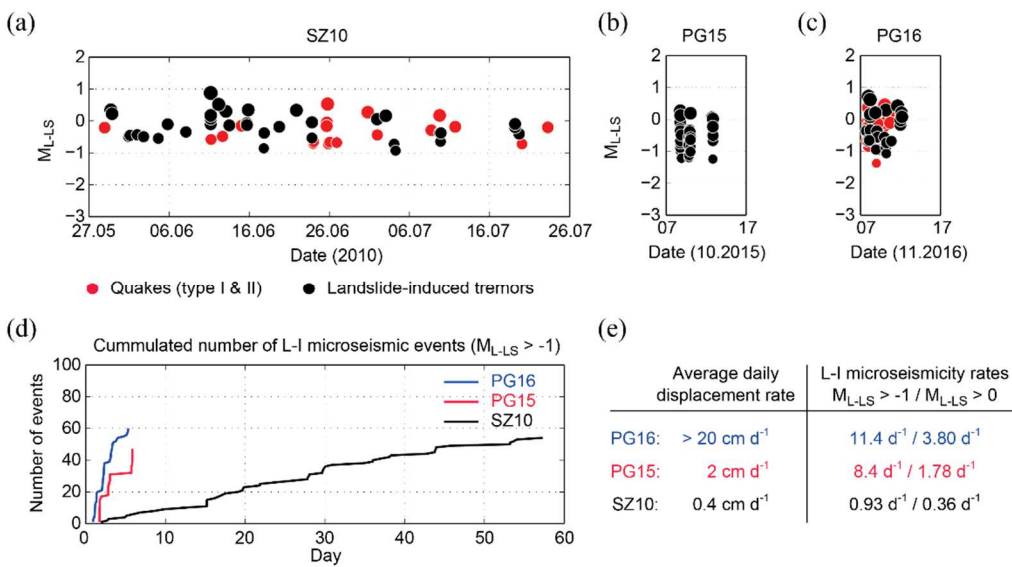 (a)
SZ10
M_L-LS
2
1
0
−1
−2
−3
27.05
06.06
16.06
26.06
06.07
16.07
26.07
Date (2010)
(b)
PG15
M_L-LS
2
1
0
−1
−2
−3
07
17
Date (10.2015)
(c)
PG16
2
1
0
−1
−2
−3
07
17
Date (11.2016)
Quakes (type I & II)
Landslide-induced tremors
(d)
Cummulated number of L-I microseismic events (M_L-LS > -1)
Number of events
100
80
60
40
20
0
0
10
20
30
40
50
60
Day
PG16
PG15
SZ10
(e)
Average daily
displacement rate
L-I microseismicity rates
M_L-LS > -1 / M_L-LS > 0
PG16: > 20 cm d⁻¹ 11.4 d⁻¹ / 3.80 d⁻¹
PG15: 2 cm d⁻¹ 8.4 d⁻¹ / 1.78 d⁻¹
SZ10: 0.4 cm d⁻¹ 0.93 d⁻¹ / 0.36 d⁻¹